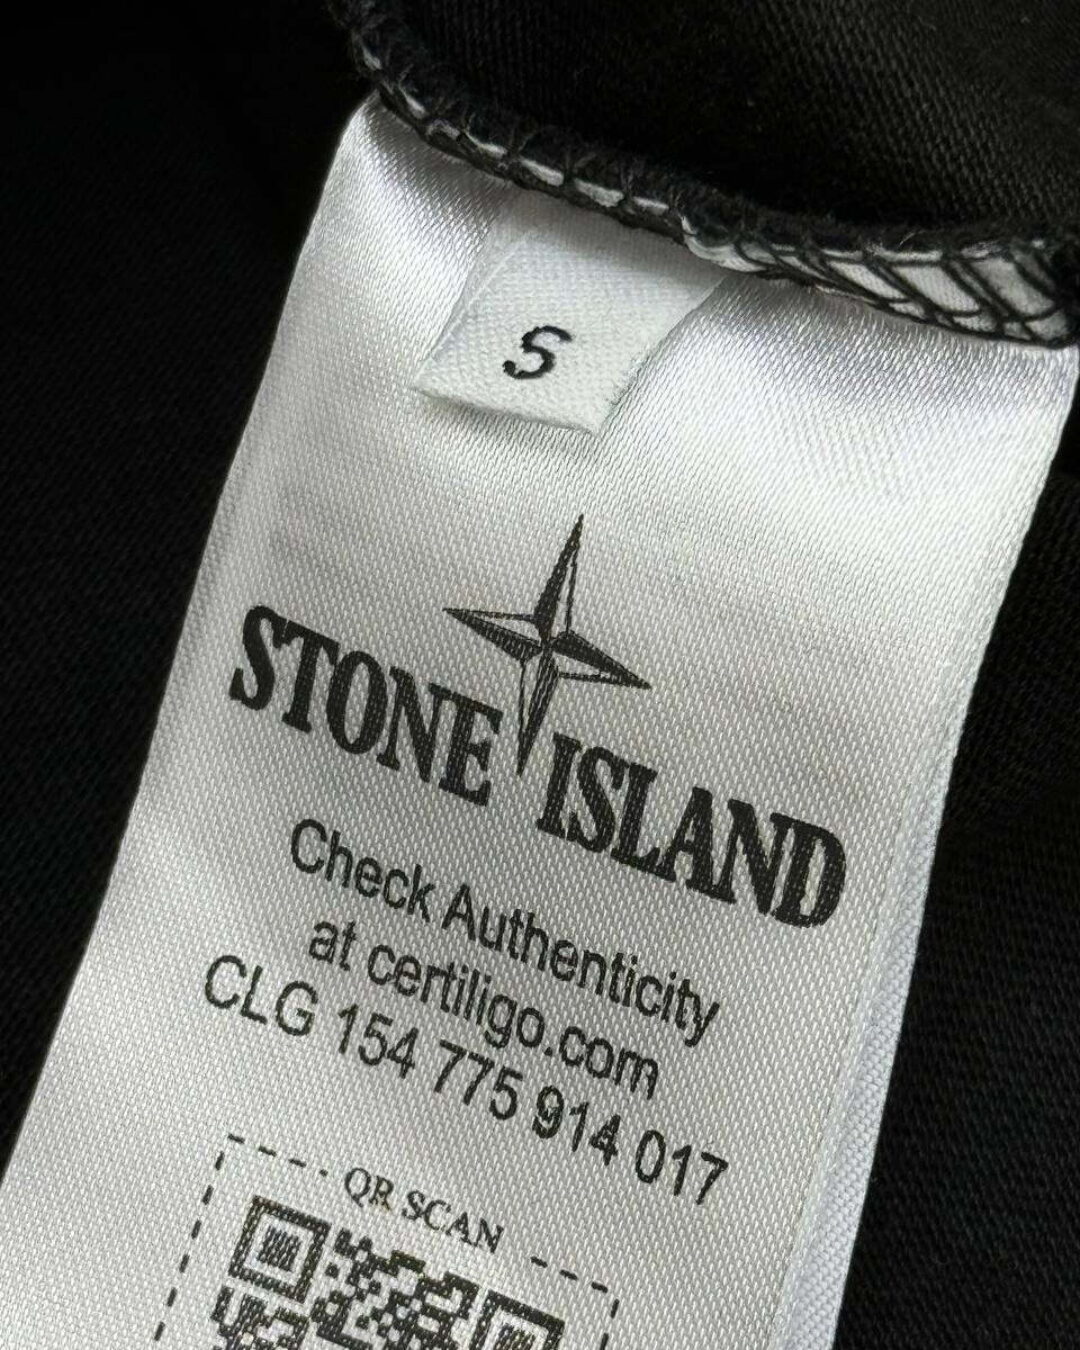 S
STONE ISLAND
Check Authenticity
at certiligo.com
CLG 154 775 914 017
QR SCAN